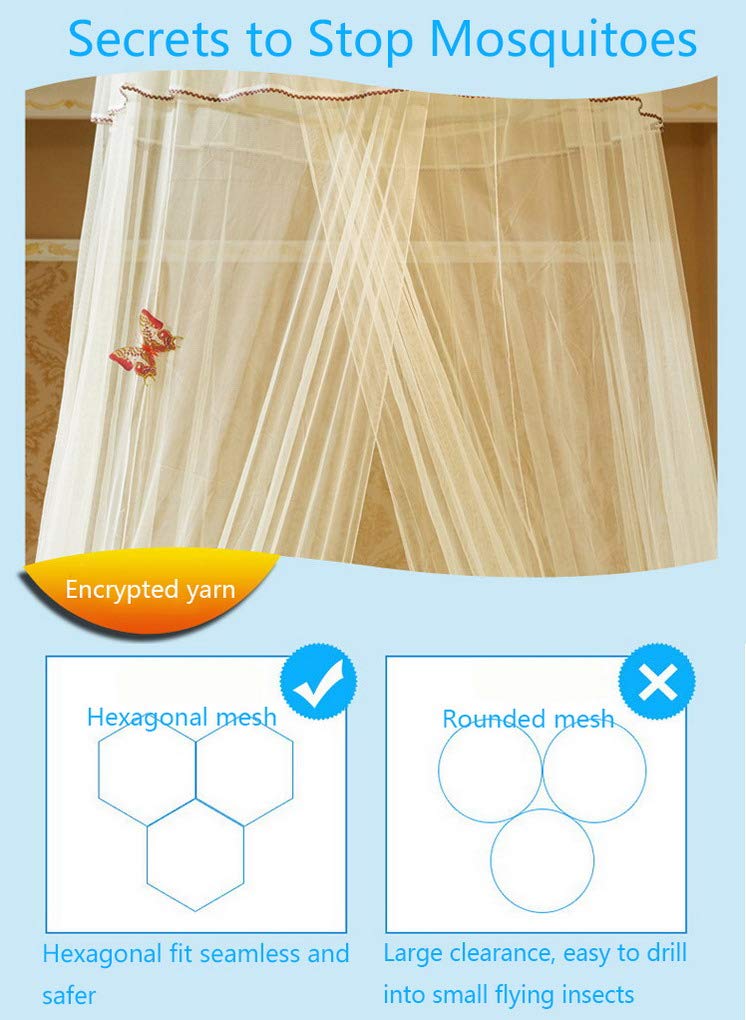 Secrets to Stop Mosquitoes
Encrypted yarn
Hexagonal mesh
Rounded mesh
Hexagonal fit seamless and
safer
Large clearance, easy to drill
into small flying insects